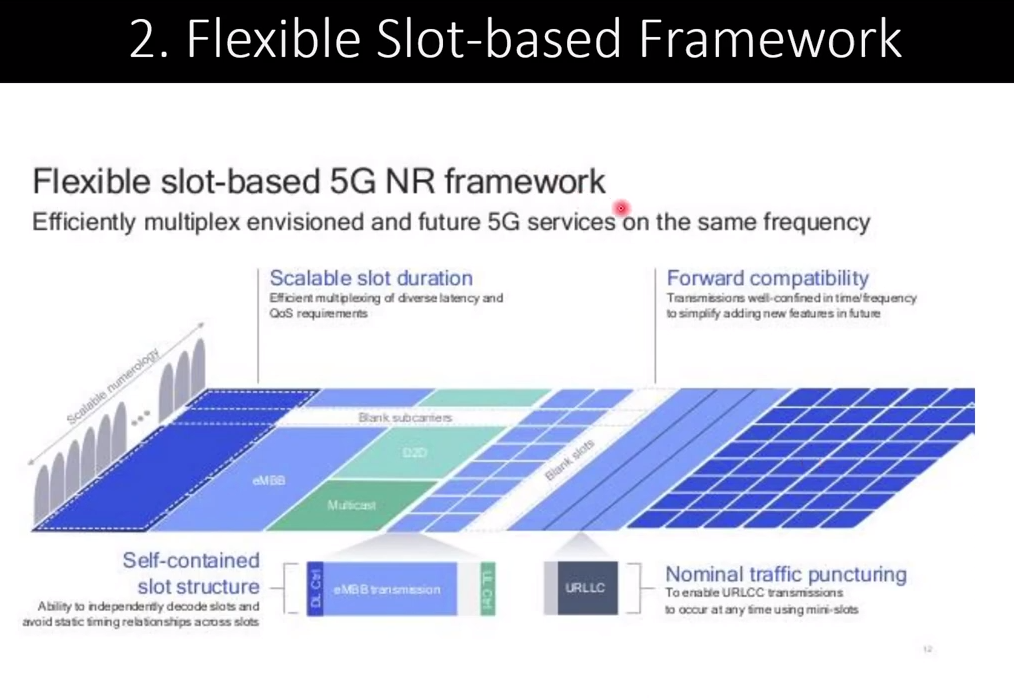 2. Flexible Slot-based Framework
Flexible slot-based 5G NR framework
Efficiently multiplex envisioned and future 5G services on the same frequency
Scalable slot duration
Efficient multiplexing of diverse latency and
QoS requirements
Forward compatibility
Transmissions well-confined in time/frequency
to simplify adding new features in future
Scalable numerology
Blank subcarriers
eMBB
D2D
Multicast
Blank slots
Self-contained
slot structure
Ability to independently decode slots and
avoid static timing relationships across slots
DL Ctrl
eMBB transmission
UL Ctrl
URLLC
Nominal traffic puncturing
To enable URLCC transmissions
to occur at any time using mini-slots
12